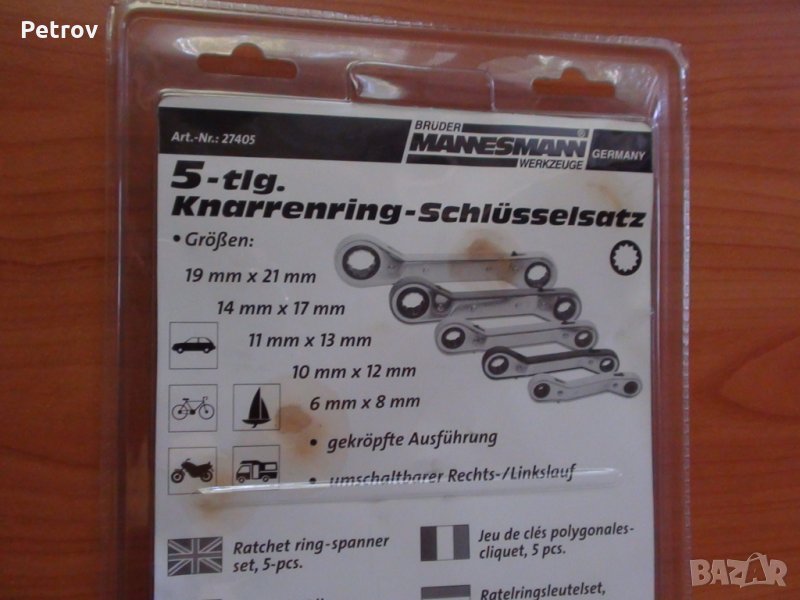 Petrov
Art.-Nr.: 27405
BRÜDER
MANNESMANN®
WERKZEUGE
GERMANY
5-tlg.
Knarrenring-Schlüsselsatz
• Größen:
19 mm x 21 mm
14 mm x 17 mm
11 mm x 13 mm
10 mm x 12 mm
6 mm x 8 mm
• gekröpfte Ausführung
• umschaltbarer Rechts-/Linkslauf
Ratchet ring-spanner
set, 5-pcs.
Jeu de clés polygonales-
cliquet, 5 pcs.
Ratelringsleutelset,
BAZAR